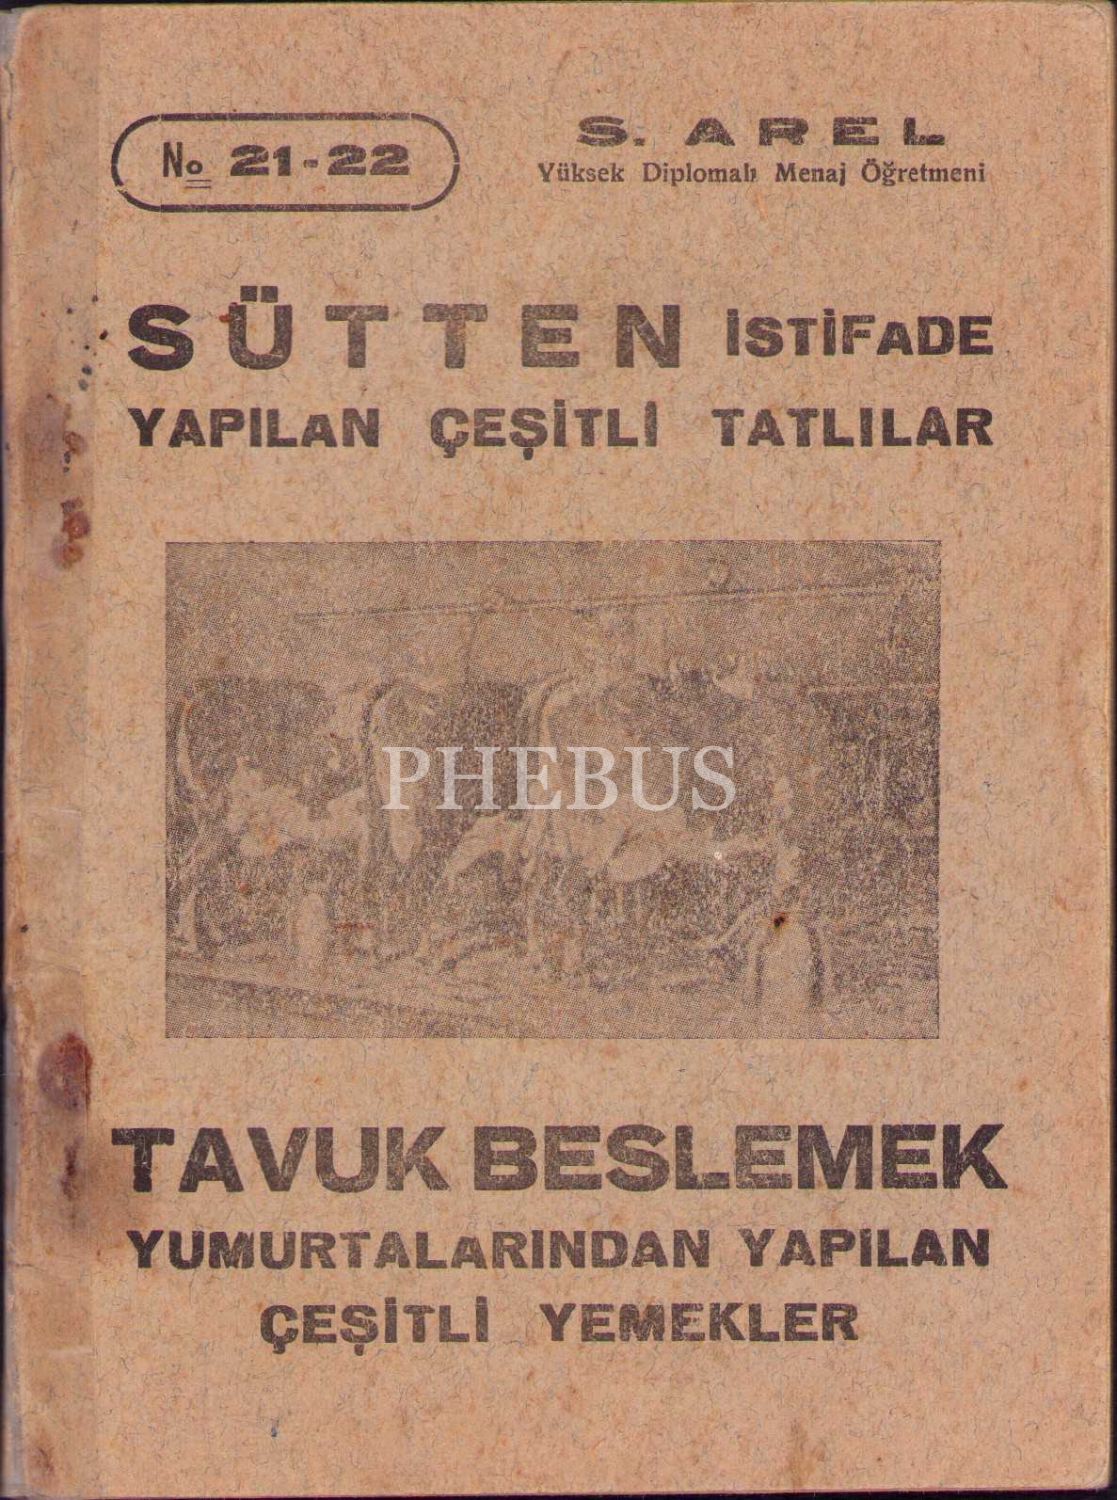 No 21-22
S. AREL
Yüksek Diplomalı Menaj Öğretmeni
SÜTTEN İSTİFaDE
YAPILaN ÇEŞİTLİ TATLILAR
PHEBUS
TAVUK BESLEMEK
YUMURTALARINDAN YAPILAN
ÇEŞİTLİ YEMEKLER